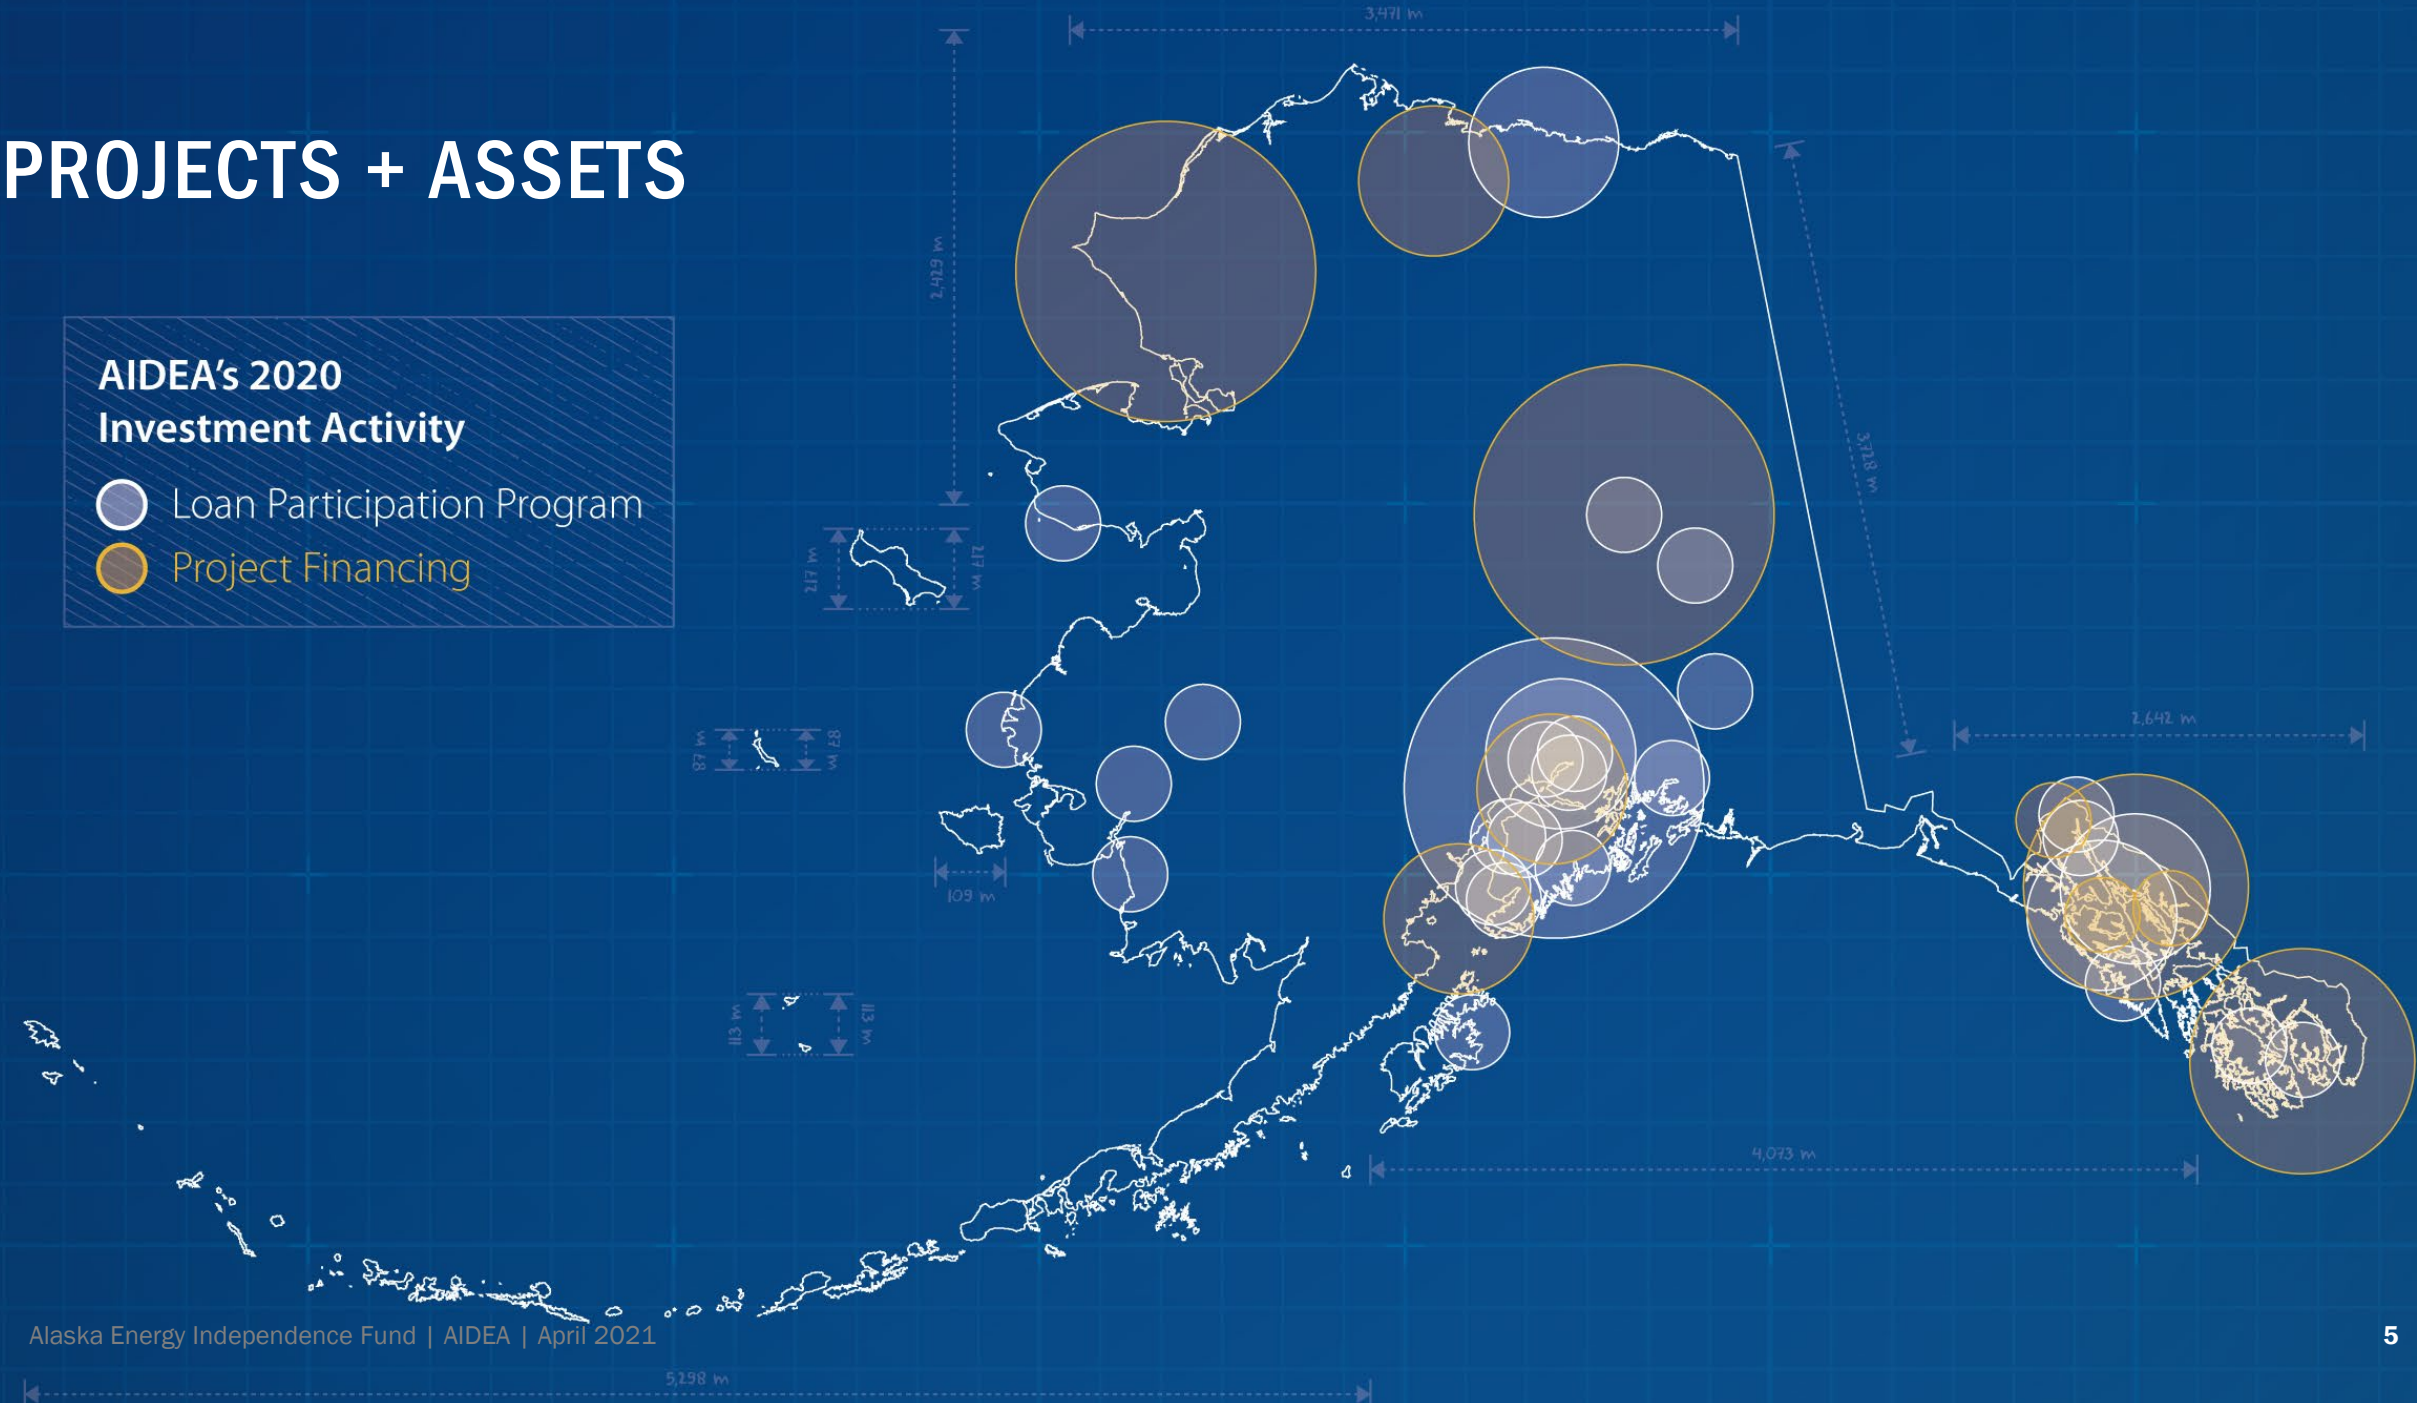 3,471 m
PROJECTS + ASSETS
2,429 m
AIDEA's 2020
Investment Activity
Loan Participation Program
Project Financing
3,728 m
217 m
217 m
2,642 m
87 m
87 m
109 m
113 m
113 m
4,073 m
Alaska Energy Independence Fund | AIDEA | April 2021
5
5,298 m